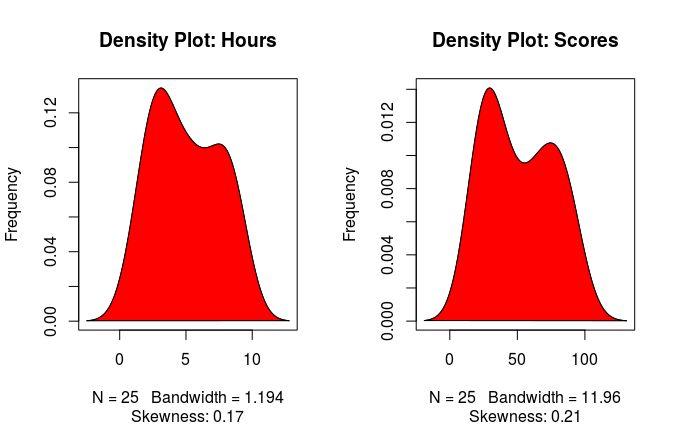 Density Plot: Hours
Frequency
0.00 0.04 0.08 0.12
0 5 10
N = 25 Bandwidth = 1.194
Skewness: 0.17
Density Plot: Scores
Frequency
0.000 0.004 0.008 0.012
0 50 100
N = 25 Bandwidth = 11.96
Skewness: 0.21